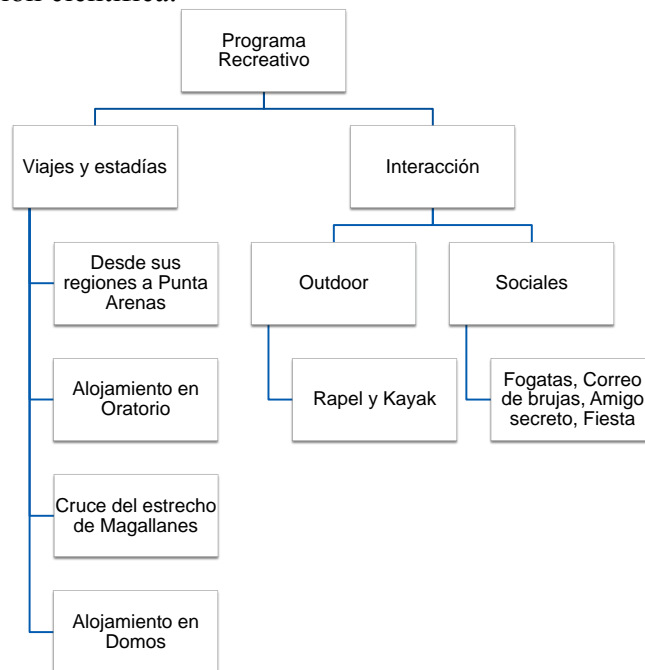 Programa
Recreativo
Viajes y estadías
Interacción
Desde sus
regiones a Punta
Arenas
Outdoor
Sociales
Alojamiento en
Oratorio
Rapel y Kayak
Fogatas, Correo
de brujas, Amigo
secreto, Fiesta
Cruce del estrecho
de Magallanes
Alojamiento en
Domos